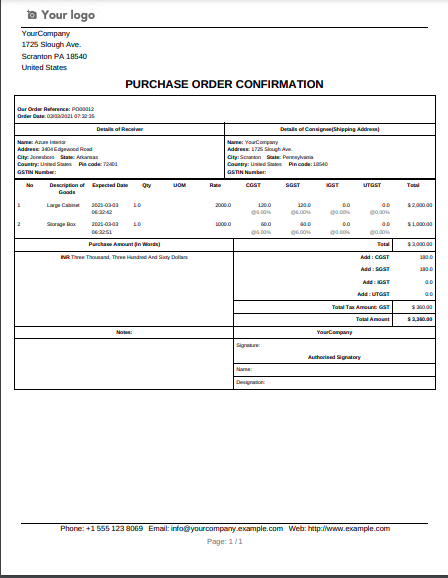 Your logo
YourCompany
1725 Slough Ave.
Scranton PA 18540
United States
PURCHASE ORDER CONFIRMATION
Our Order Reference: PO00012
Order Date: 03/03/2021 07:32:35
Details of Receiver Details of Consignee(Shipping Address)
Name: Azure Interior Name: YourCompany
Address: 3404 Edgewood Road Address: 1725 Slough Ave.
City: Jonesboro State: Arkansas City: Scranton State: Pennsylvania
Country: United States Pin code: 72401 Country: United States Pin code: 18540
GSTIN Number: GSTIN Number:
No Description of Goods Expected Date Qty UOM Rate CGST SGST IGST UTGST Total
1 Large Cabinet 2021-03-03 1.0 2000.0 120.0 120.0 0.0 0.0 $ 2,000.00
06:32:42 @6.00% @6.00% @0.00% @0.00%
2 Storage Box 2021-03-03 1.0 1000.0 60.0 60.0 0.0 0.0 $ 1,000.00
06:32:51 @6.00% @6.00% @0.00% @0.00%
Purchase Amount (in Words) Total $ 3,000.00
INR Three Thousand, Three Hundred And Sixty Dollars Add : CGST 180.0
Add : SGST 180.0
Add : IGST 0.0
Add : UTGST 0.0
Total Tax Amount: GST $ 360.00
Total Amount $ 3,360.00
Notes: YourCompany
Signature:
Authorised Signatory
Name:
Designation:
Phone: +1 555 123 8069 Email: info@yourcompany.example.com Web: http://www.example.com
Page: 1 / 1